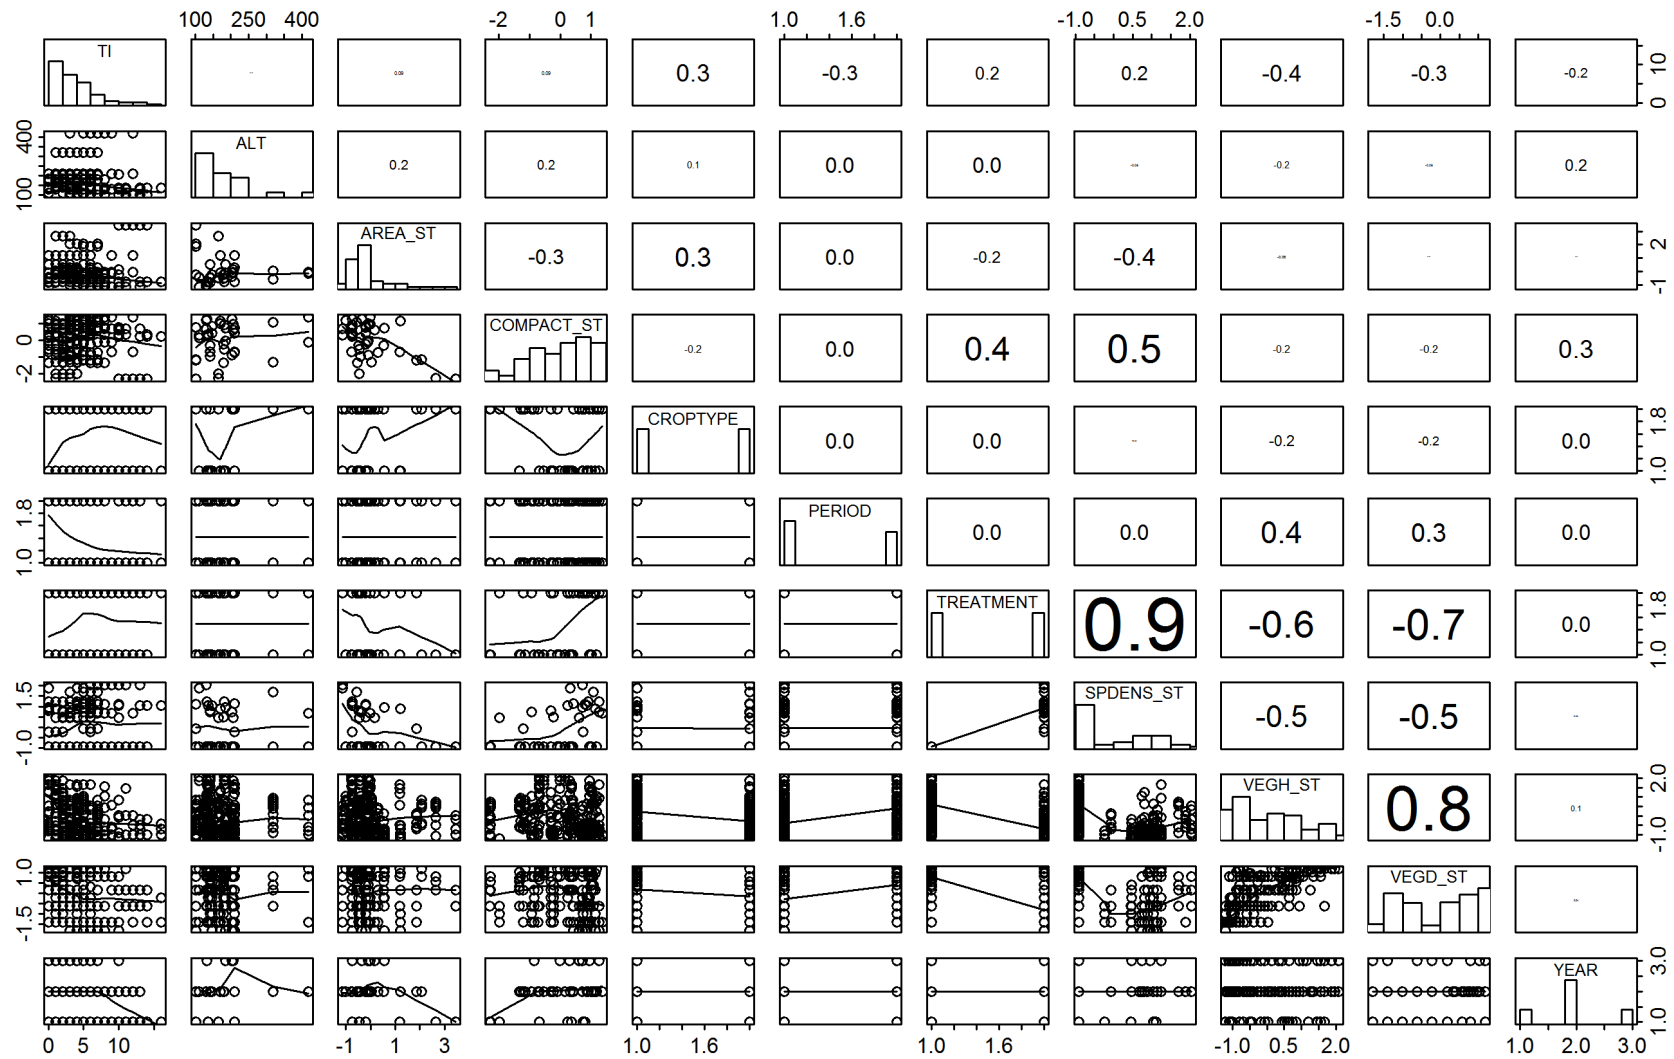 100 250 400 -2 0 1 1.0 1.6 -1.0 0.5 2.0 -1.5 0.0
TI 0.09 0.09 0.3 -0.3 0.2 0.2 -0.4 -0.3 -0.2 0 10
100 400 ALT 0.2 0.2 0.1 0.0 0.0 -0.2 0.2
AREA_ST -0.3 0.3 0.0 -0.2 -0.4 -1 2
-2 0 COMPACT_ST -0.2 0.0 0.4 0.5 -0.2 -0.2 0.3
CROPTYPE 0.0 0.0 -0.2 -0.2 0.0 1.0 1.8
1.0 1.8 PERIOD 0.0 0.0 0.4 0.3 0.0
TREATMENT 0.9 -0.6 -0.7 0.0 1.0 1.8
-1.0 1.5 SPDENS_ST -0.5 -0.5
VEGH_ST 0.8 0.1 -1.0 2.0
-1.5 1.0 VEGD_ST
YEAR 1.0 3.0
0 5 10 -1 1 3 1.0 1.6 1.0 1.6 -1.0 0.5 2.0 1.0 2.0 3.0